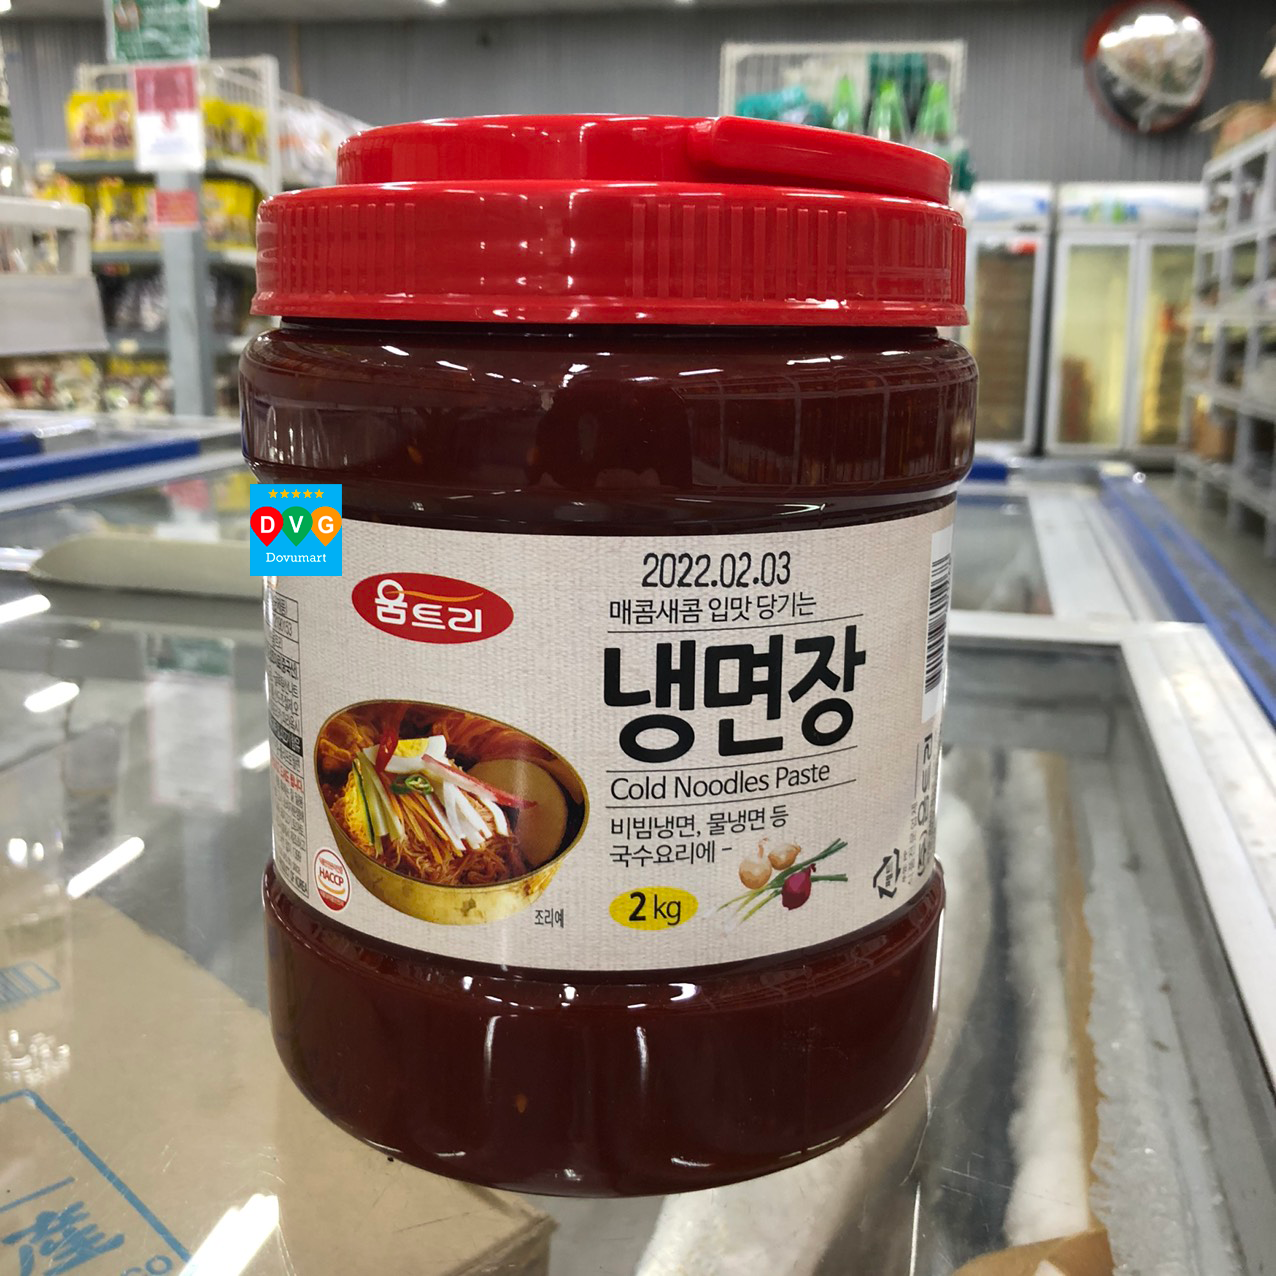 DVG
Dovumart
2022.02.03
움트리
매콤새콤 입맛 당기는
냉면장
Cold Noodles Paste
비빔냉면, 물냉면 등
국수요리에 -
2 kg
HACCP
조리예